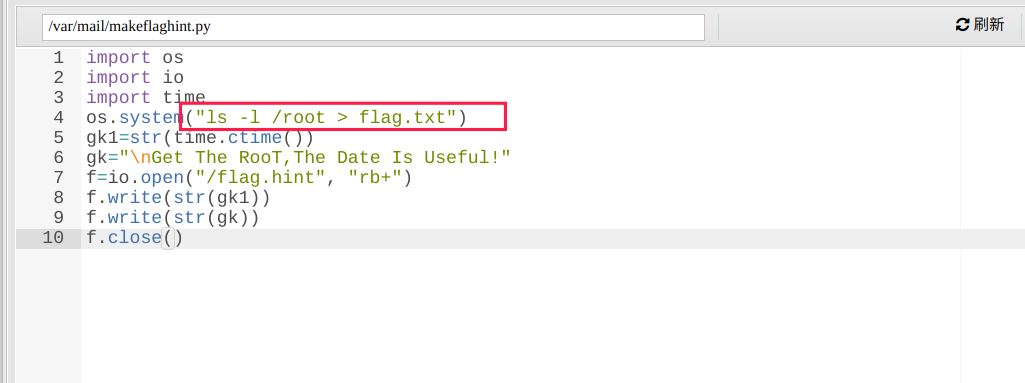 /var/mail/makeflaghint.py
刷新
1 import os
2 import io
3 import time
4 os.system("ls -l /root > flag.txt")
5 gk1=str(time.ctime())
6 gk="\nGet The RooT,The Date Is Useful!"
7 f=io.open("/flag.hint", "rb+")
8 f.write(str(gk1))
9 f.write(str(gk))
10 f.close()